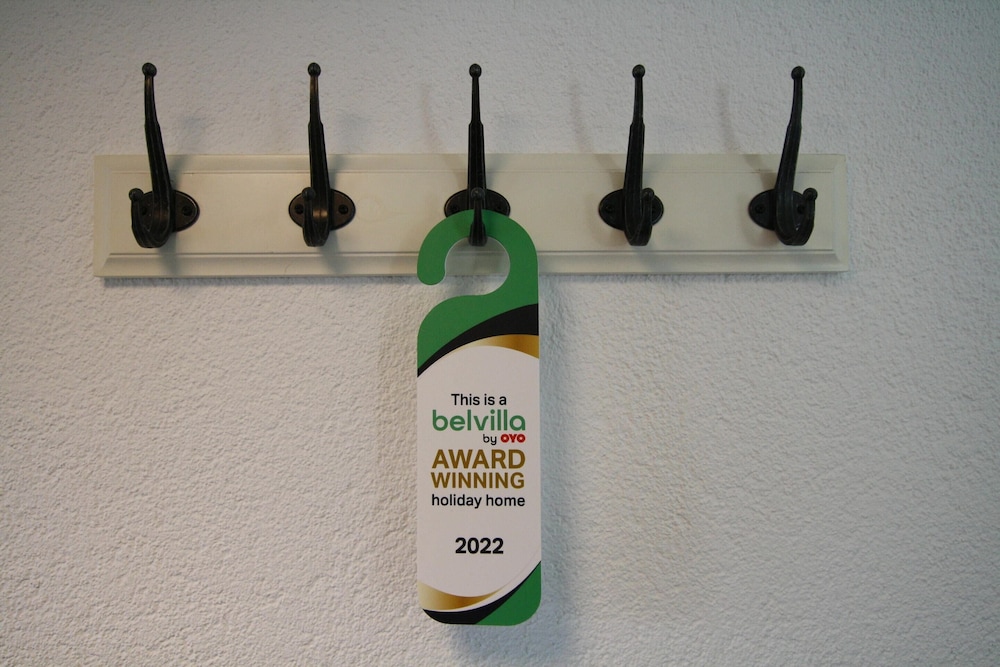 This is a
belvilla
by OYO
AWARD
WINNING
holiday home
2022